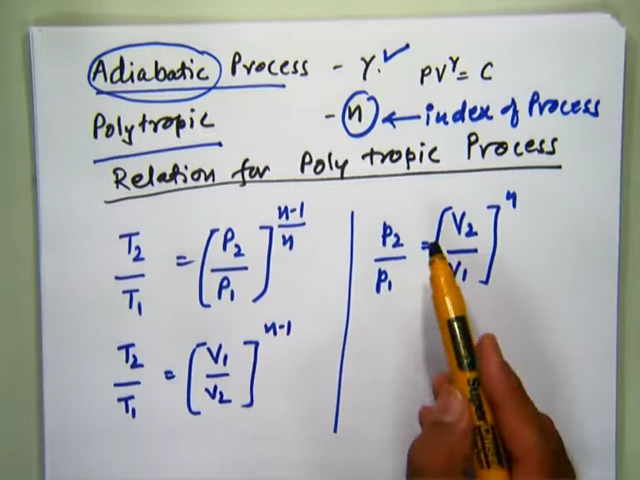 Adiabatic Process - γ. ✓ PVᵞ = C
Polytropic - n ← index of Process
Relation for Polytropic Process
T₂/T₁ = [P₂/P₁]^(n-1)/n
P₂/P₁ = [V₂/V₁]^n
T₂/T₁ = [V₁/V₂]^n-1
Super